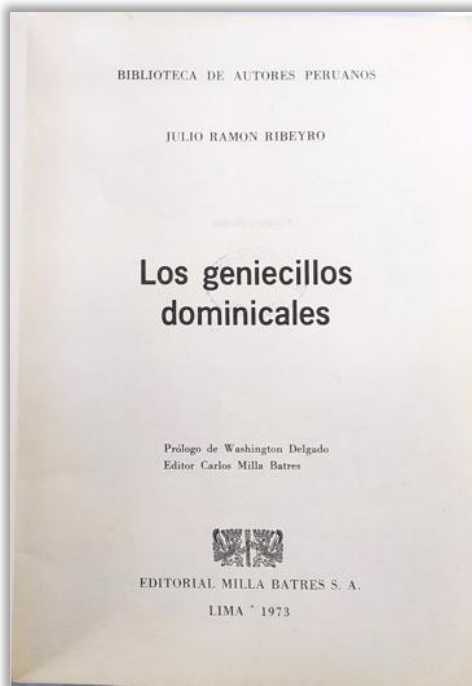 BIBLIOTECA DE AUTORES PERUANOS
JULIO RAMON RIBEYRO
Los geniecillos
dominicales
Prólogo de Washington Delgado
Editor Carlos Milla Batres
EDITORIAL MILLA BATRES S. A.
LIMA * 1973